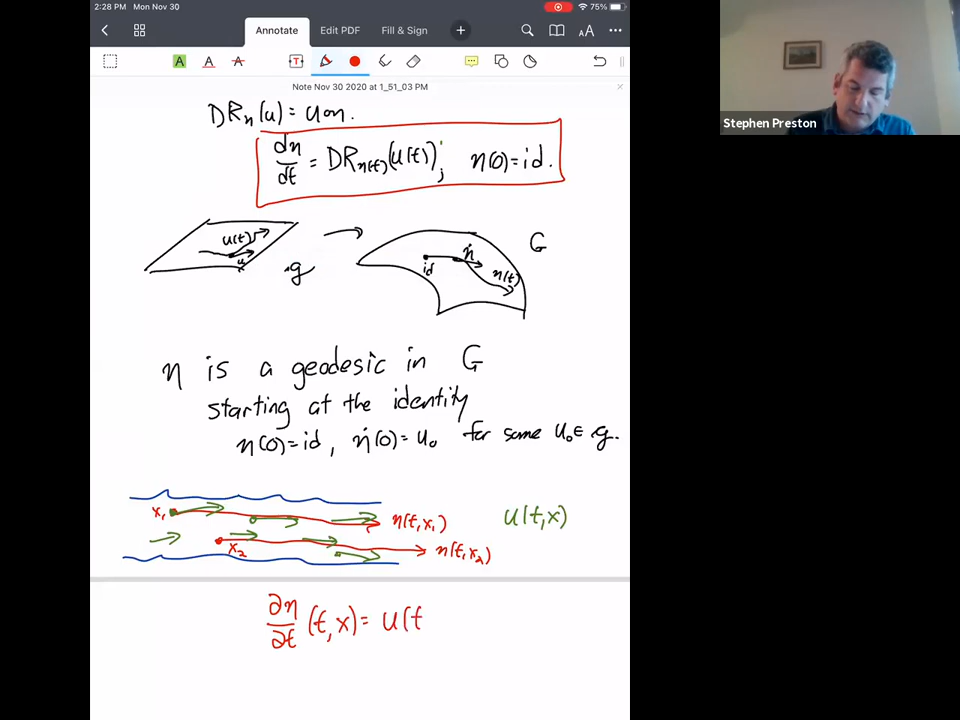 2:28 PM Mon Nov 30
75%
Annotate
Edit PDF
Fill & Sign
AA
A
A
A
T
Note Nov 30 2020 at 1_51_03 PM
DRη(u) = u∘η.
dη/dt = DRη(t)(u(t)); η(0) = id.
u(t)
u
g
G
id
η̇
η(t)
η is a geodesic in G
starting at the identity
η(0) = id, η̇(0) = u₀ for some u₀ ∈ g.
x₁
η(t,x₁)
u(t,x)
x₂
η(t,x₂)
∂η/∂t (t,x) = u(t
Stephen Preston